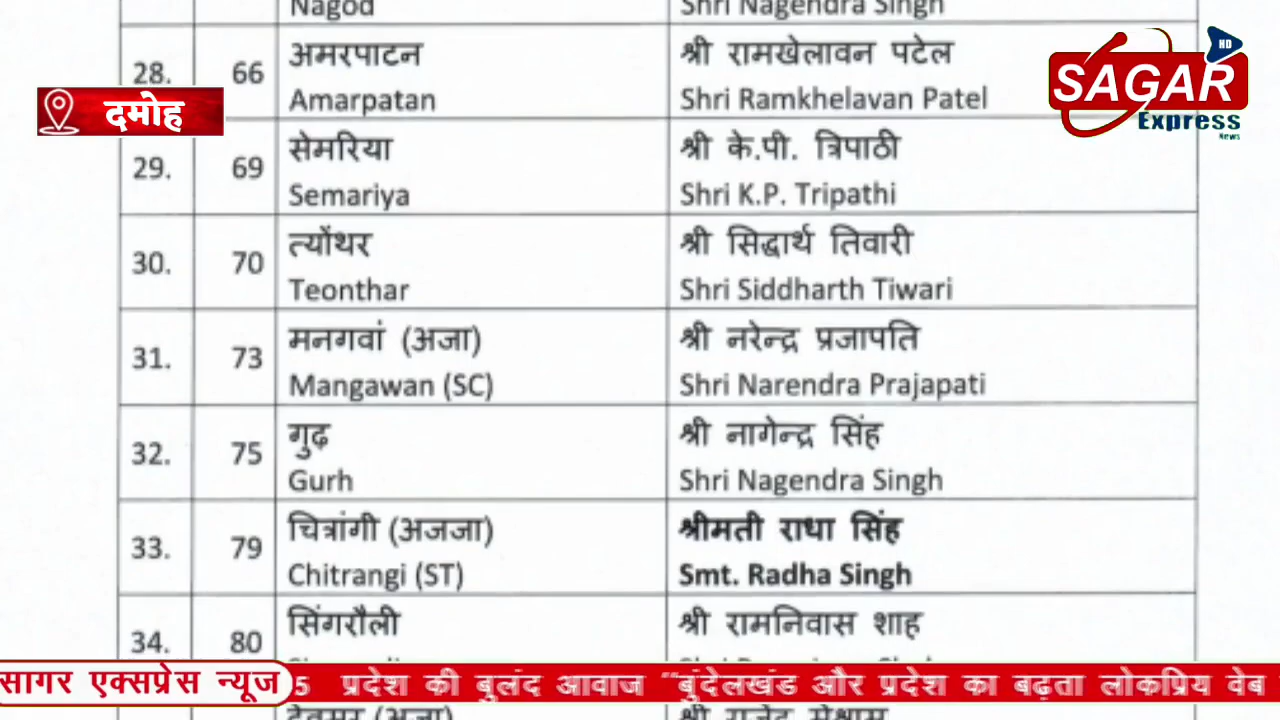 Nagod Shri Nagendra Singh
28. 66 अमरपाटन श्री रामखेलावन पटेल
Amarpatan Shri Ramkhelavan Patel
दमोह
HD
SAGAR
Express
News
29. 69 सेमरिया श्री के.पी. त्रिपाठी
Semariya Shri K.P. Tripathi
30. 70 त्योंथर श्री सिद्धार्थ तिवारी
Teonthar Shri Siddharth Tiwari
31. 73 मनगवां (अजा) श्री नरेन्द्र प्रजापति
Mangawan (SC) Shri Narendra Prajapati
32. 75 गुढ़ श्री नागेन्द्र सिंह
Gurh Shri Nagendra Singh
33. 79 चित्रांगी (अजजा) श्रीमती राधा सिंह
Chitrangi (ST) Smt. Radha Singh
34. 80 सिंगरौली श्री रामनिवास शाह
सागर एक्सप्रेस न्यूज 5 प्रदेश की बुलंद आवाज "बुंदेलखंड और प्रदेश का बढ़ता लोकप्रिय वेब